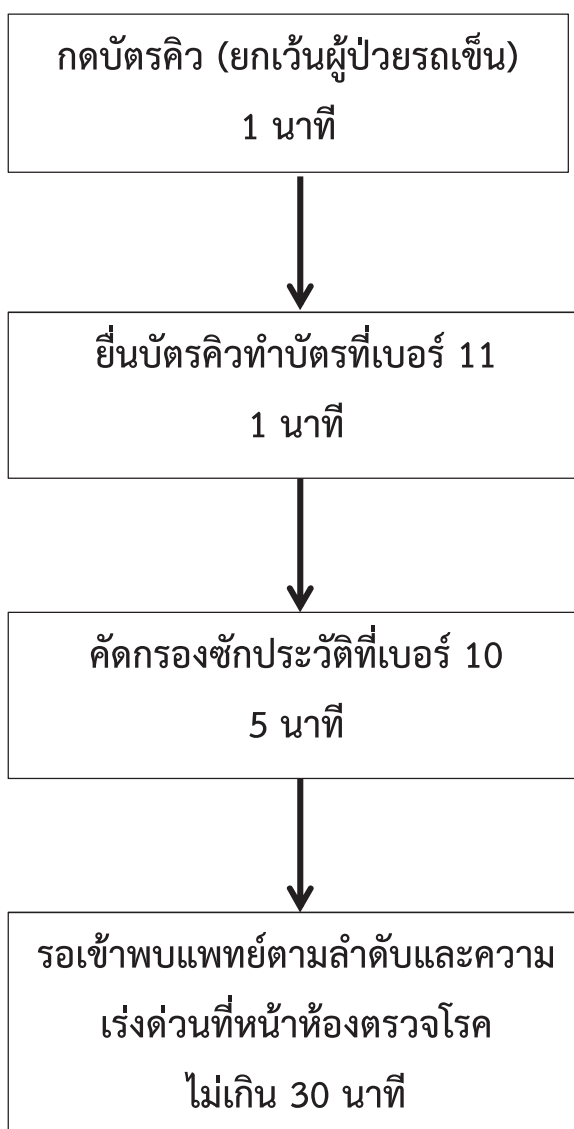 กดบัตรคิว (ยกเว้นผู้ป่วยรถเข็น)
1 นาที
ยื่นบัตรคิวทำบัตรที่เบอร์ 11
1 นาที
คัดกรองซักประวัติที่เบอร์ 10
5 นาที
รอเข้าพบแพทย์ตามลำดับและความ
เร่งด่วนที่หน้าห้องตรวจโรค
ไม่เกิน 30 นาที